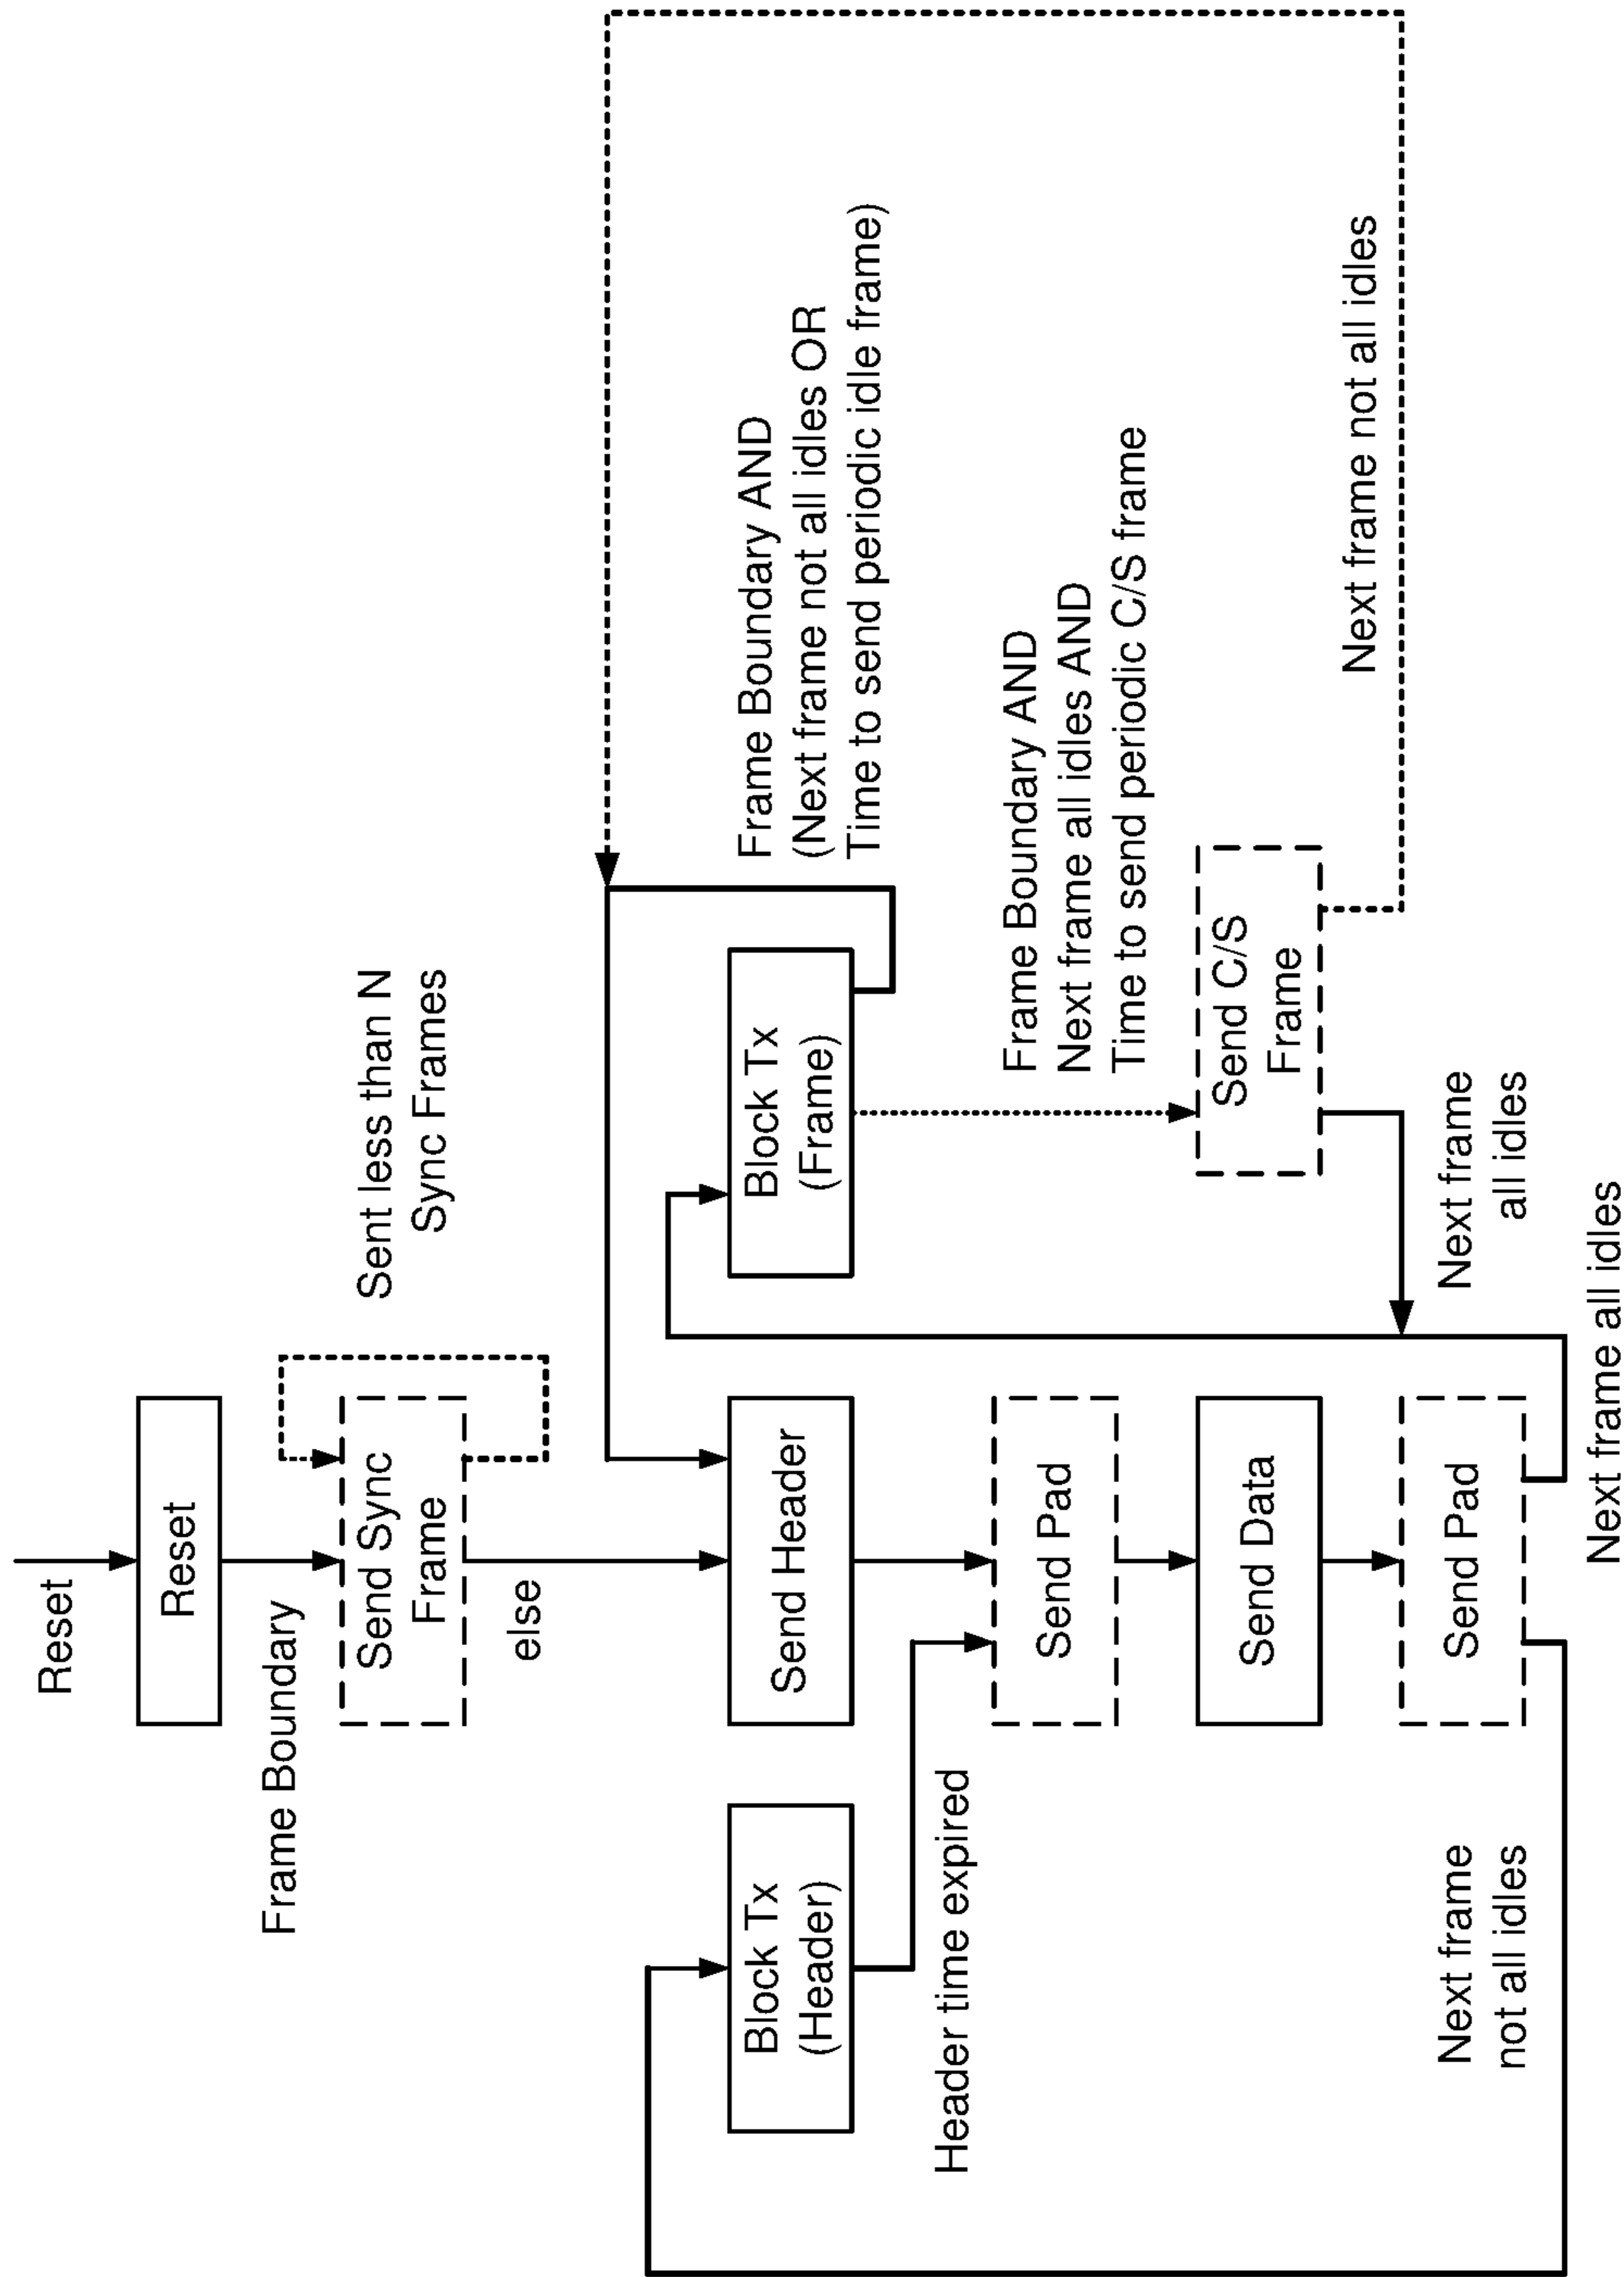 Reset
Reset
Frame Boundary
Send Sync
Frame
Sent less than N
Sync Frames
else
Block Tx
(Header)
Send Header
Block Tx
(Frame)
Frame Boundary AND
(Next frame not all idles OR
Time to send periodic idle frame)
Header time expired
Send Pad
Frame Boundary AND
Next frame all idles AND
Time to send periodic C/S frame
Send Data
Send C/S
Frame
Next frame not all idles
Send Pad
Next frame
not all idles
Next frame
all idles
Next frame all idles